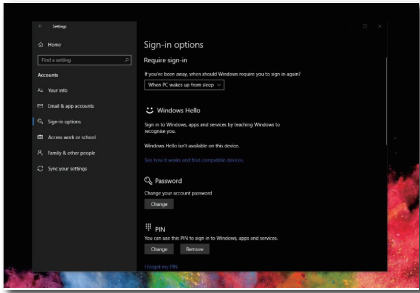 Settings
Home
Find a setting
Accounts
Your info
Email & app accounts
Sign-in options
Access work or school
Family & other people
Sync your settings
Sign-in options
Require sign-in
If you've been away, when should Windows require you to sign in again?
When PC wakes up from sleep
Windows Hello
Sign in to Windows, apps and services by teaching Windows to
recognise you.
Windows Hello isn't available on this device.
See how it works and find compatible devices.
Password
Change your account password
Change
PIN
You can use this PIN to sign in to Windows, apps and services.
Change Remove
I forgot my PIN